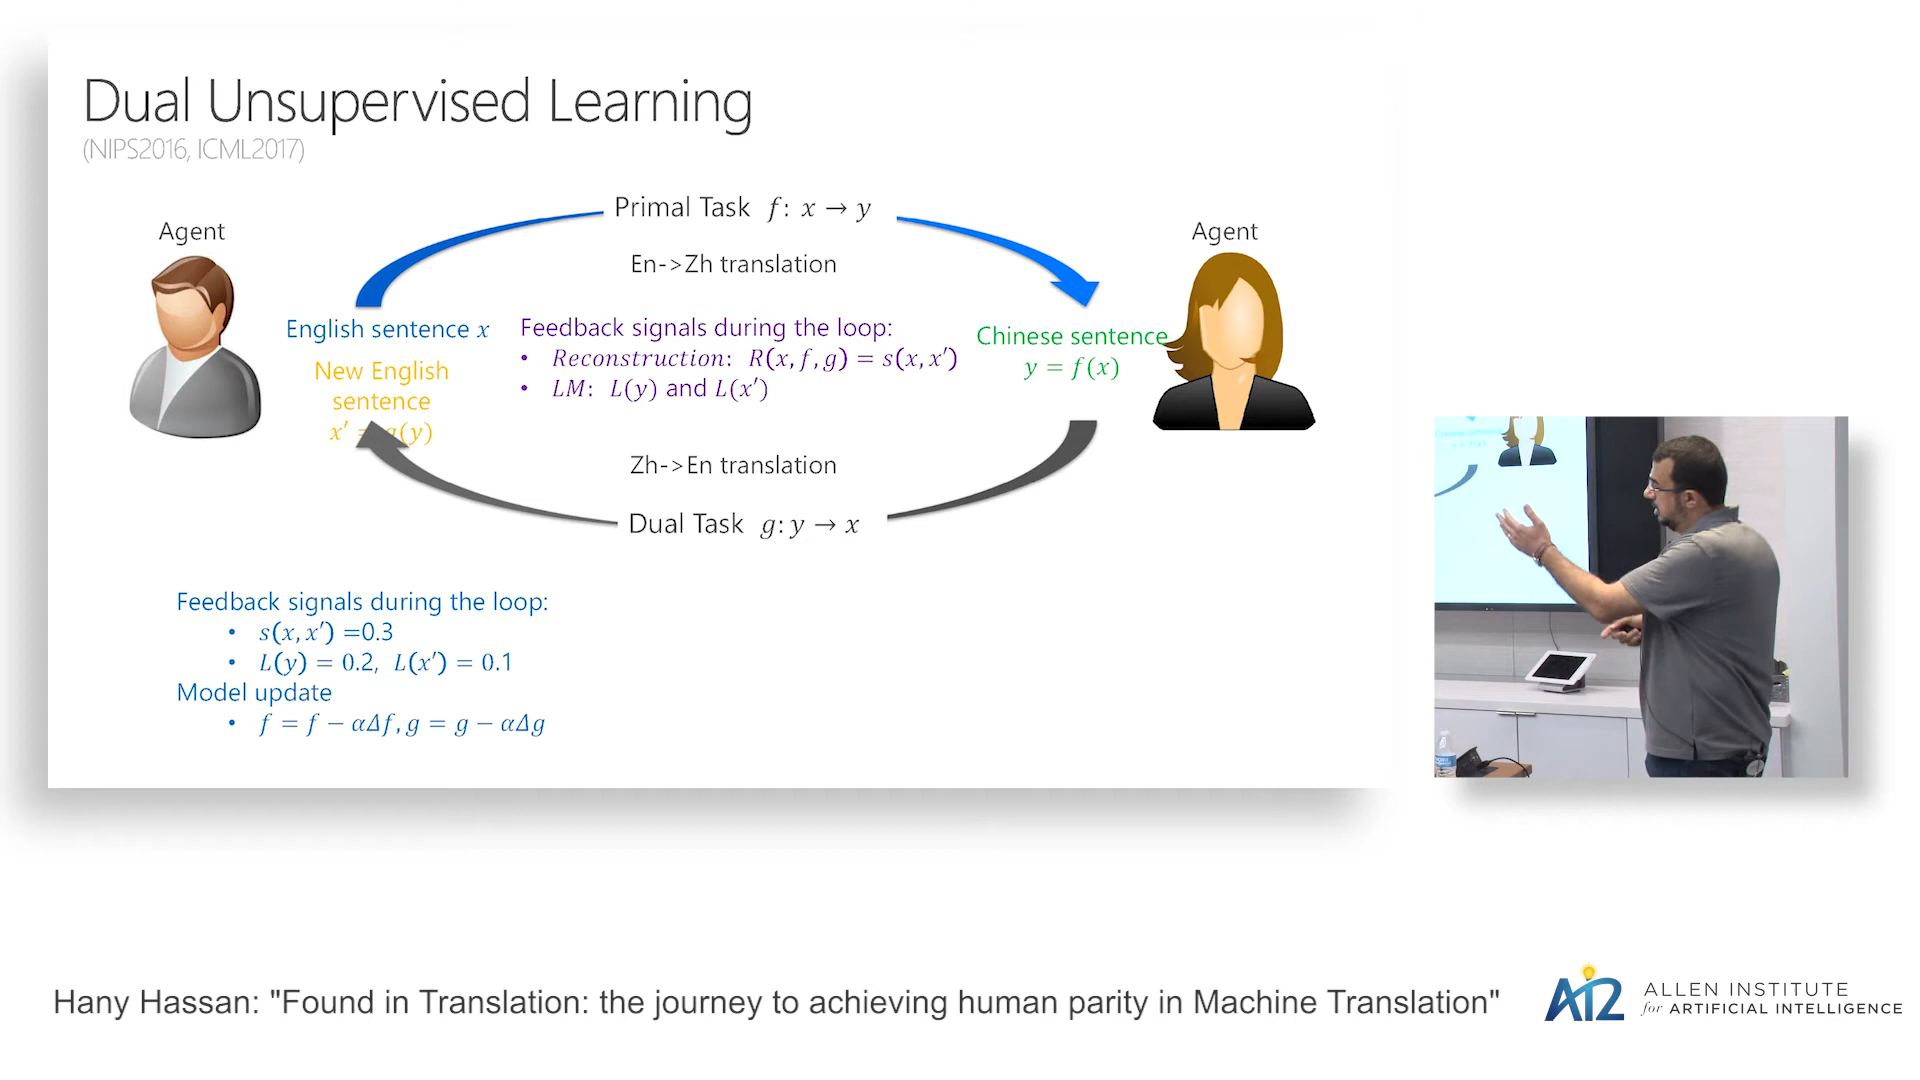 Dual Unsupervised Learning
(NIPS2016, ICML2017)
Primal Task f: x → y
Agent
Agent
En->Zh translation
English sentence x
Feedback signals during the loop:
Chinese sentence
• Reconstruction: R(x, f, g) = s(x, x′)
y = f(x)
New English
sentence
• LM: L(y) and L(x′)
x′ = g(y)
Zh->En translation
Dual Task g: y → x
Feedback signals during the loop:
• s(x, x′) =0.3
• L(y) = 0.2, L(x′) = 0.1
Model update
• f = f − αΔf, g = g − αΔg
Hany Hassan: "Found in Translation: the journey to achieving human parity in Machine Translation"
AI2
ALLEN INSTITUTE
for ARTIFICIAL INTELLIGENCE